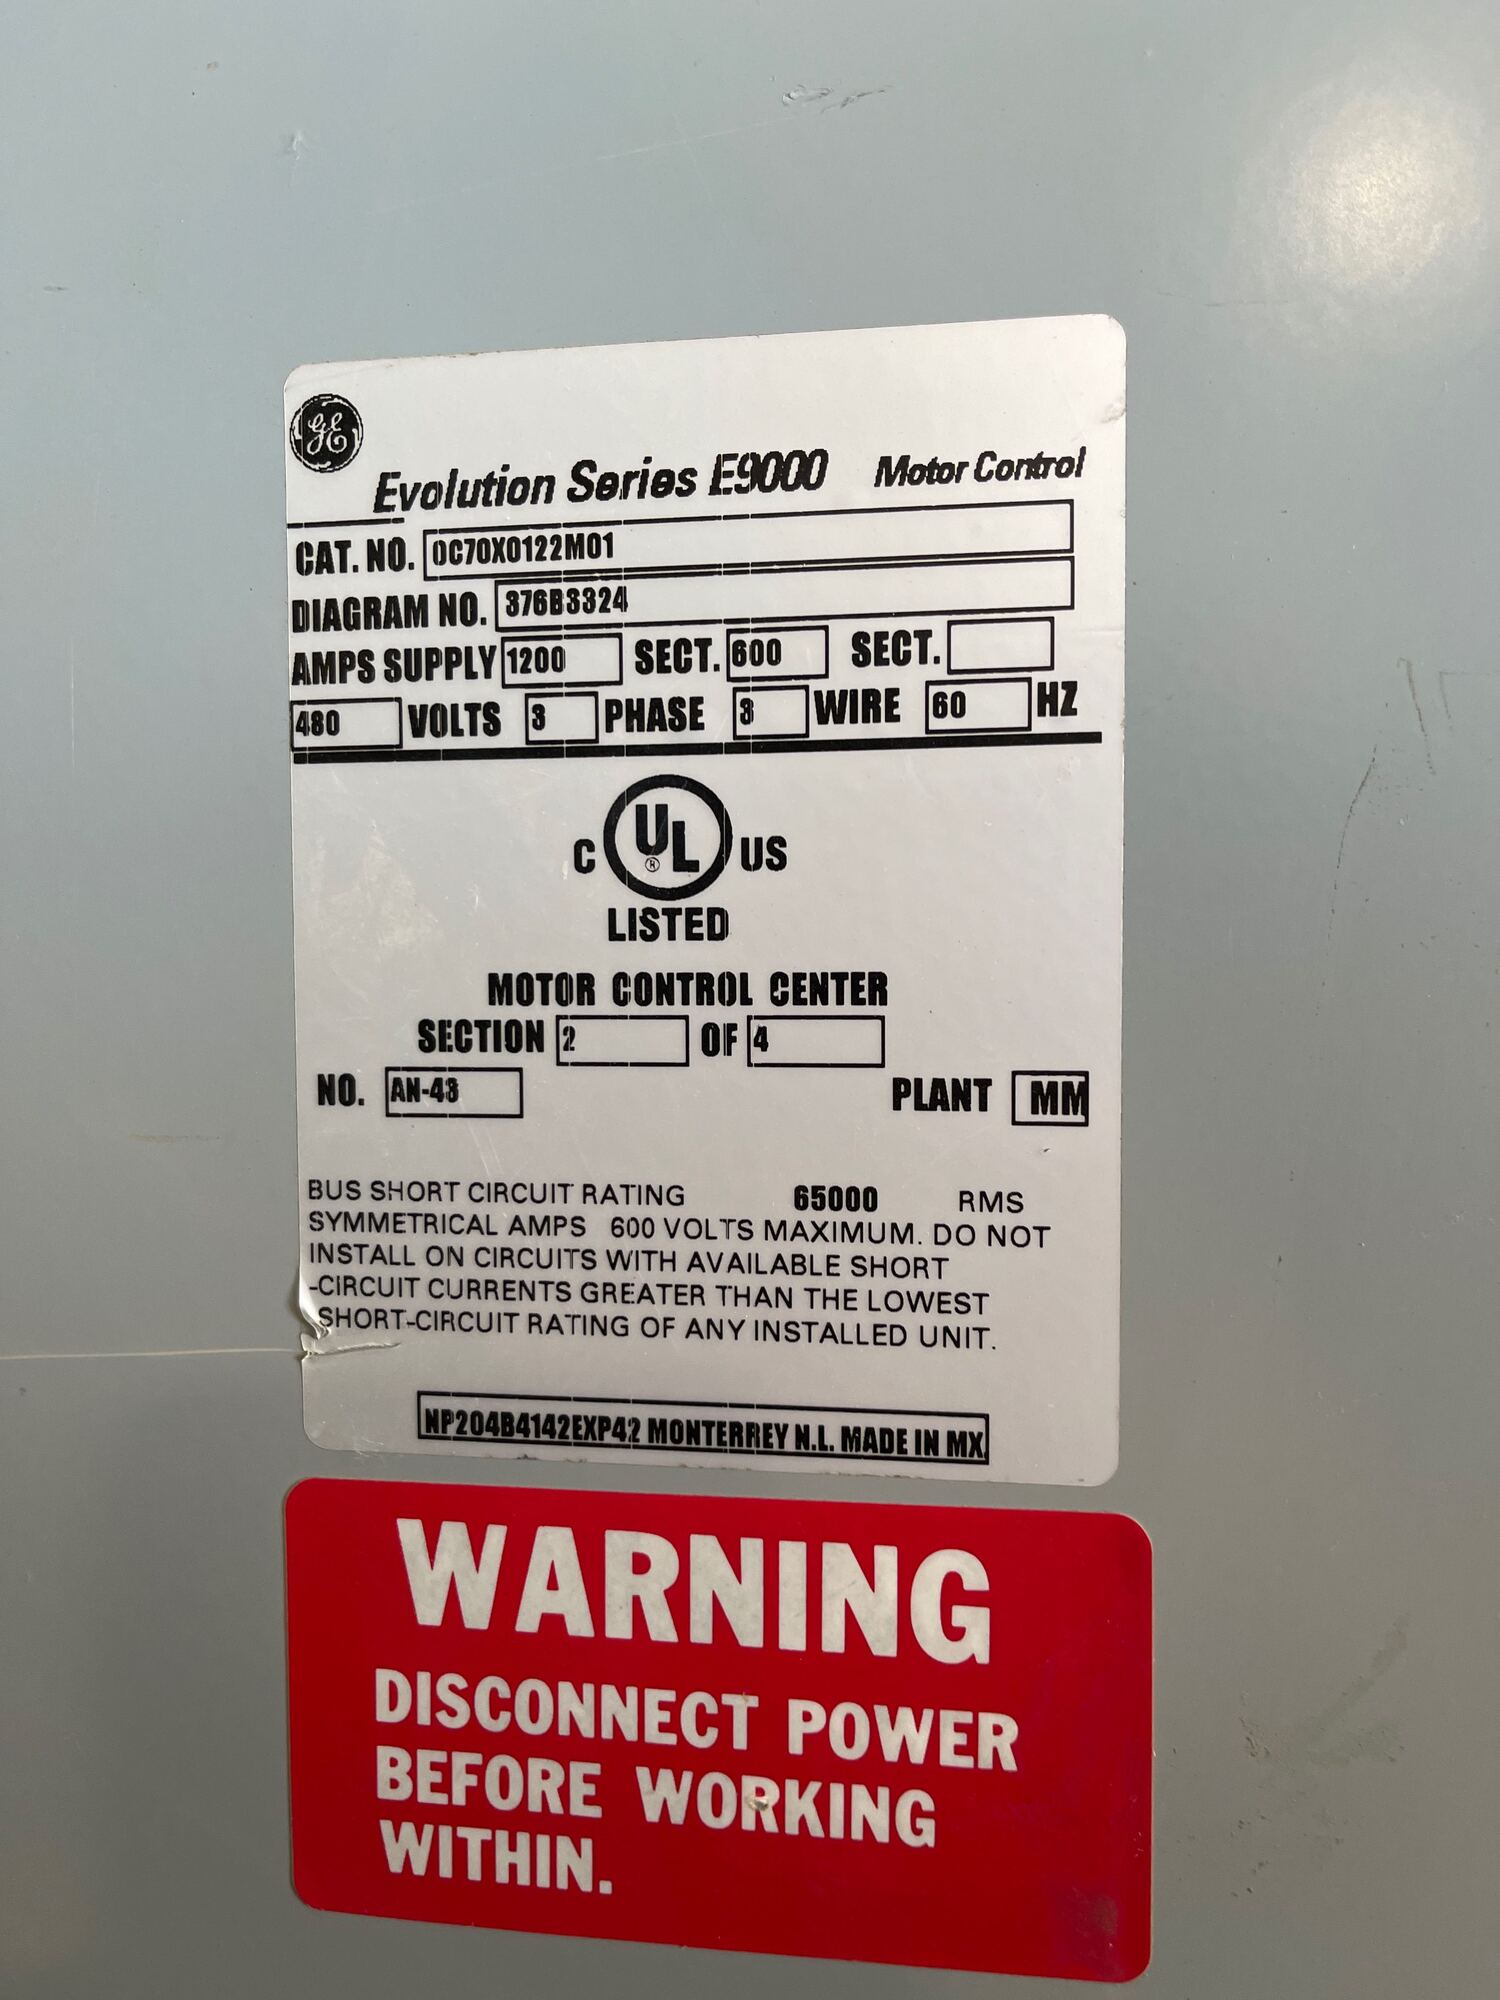 GE
Evolution Series E9000 Motor Control
CAT. NO. 0C70X0122M01
DIAGRAM NO. 376B3324
AMPS SUPPLY 1200 SECT. 600 SECT.
480 VOLTS 3 PHASE 3 WIRE 60 HZ
C UL® US
LISTED
MOTOR CONTROL CENTER
SECTION 2 OF 4
NO. AN-43 PLANT MM
BUS SHORT CIRCUIT RATING 65000 RMS
SYMMETRICAL AMPS 600 VOLTS MAXIMUM. DO NOT
INSTALL ON CIRCUITS WITH AVAILABLE SHORT
-CIRCUIT CURRENTS GREATER THAN THE LOWEST
SHORT-CIRCUIT RATING OF ANY INSTALLED UNIT.
NP204B4142EXP42 MONTERREY N.L. MADE IN MX
WARNING
DISCONNECT POWER
BEFORE WORKING
WITHIN.